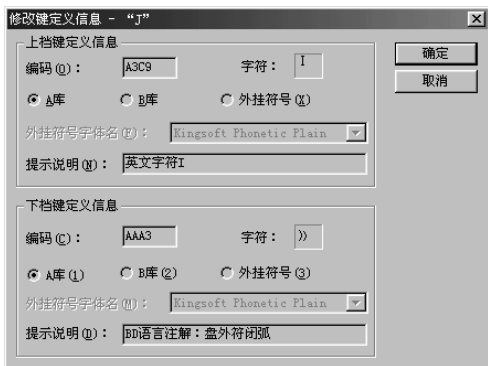 修改键定义信息 - “J”
上档键定义信息
编码(O): A3C9 字符: I
A库 B库 外挂符号(X)
外挂符号字体名(F): Kingsoft Phonetic Plain
提示说明(N): 英文字符I
确定
取消
下档键定义信息
编码(C): AAA3 字符: 》
A库(1) B库(2) 外挂符号(3)
外挂符号字体名(M): Kingsoft Phonetic Plain
提示说明(D): BD语言注解:盘外符闭弧